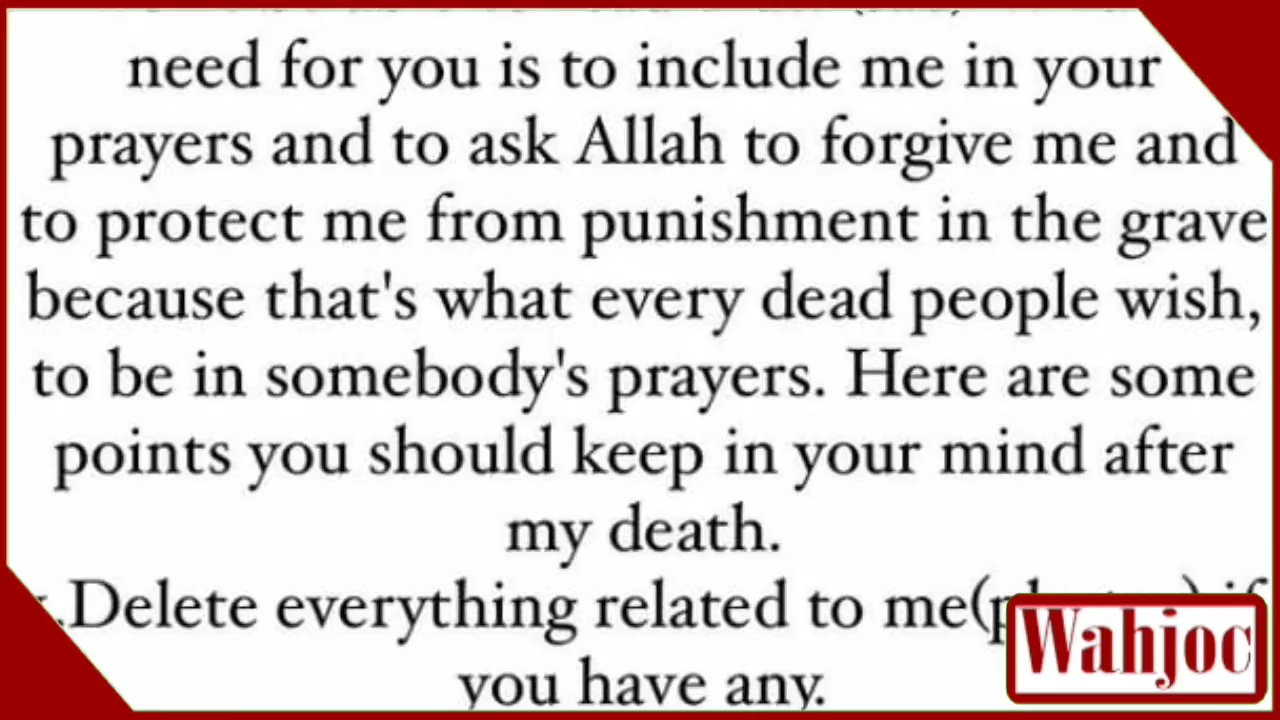 need for you is to include me in your
prayers and to ask Allah to forgive me and
to protect me from punishment in the grave
because that's what every dead people wish,
to be in somebody's prayers. Here are some
points you should keep in your mind after
my death.
.Delete everything related to me(
you have any.
Wahjoc